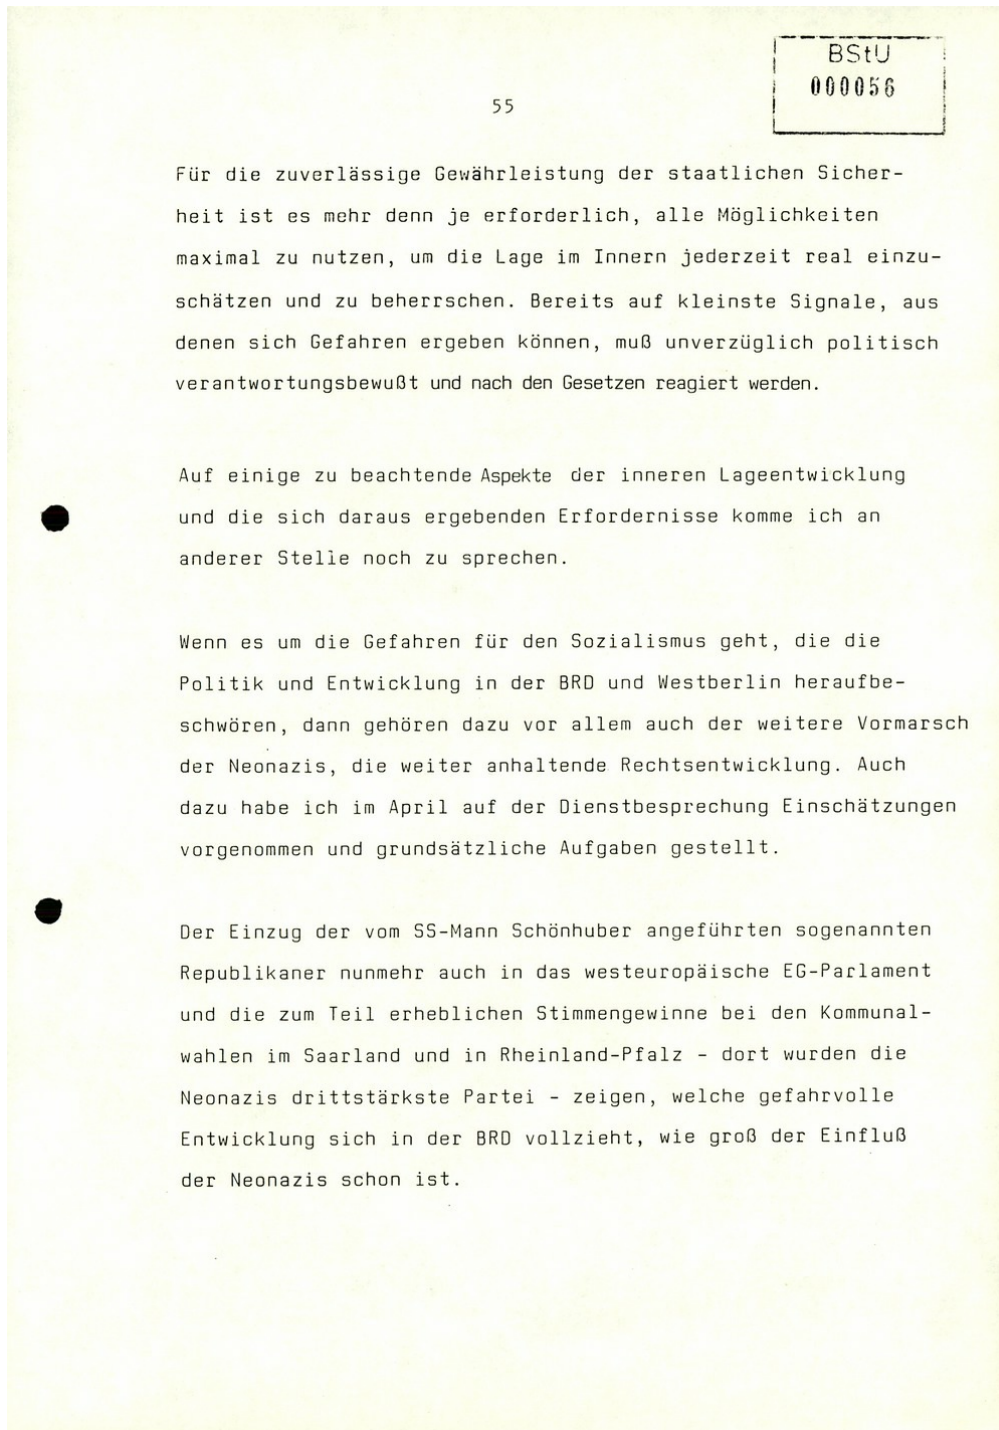 BStU
000056
55
Für die zuverlässige Gewährleistung der staatlichen Sicher-
heit ist es mehr denn je erforderlich, alle Möglichkeiten
maximal zu nutzen, um die Lage im Innern jederzeit real einzu-
schätzen und zu beherrschen. Bereits auf kleinste Signale, aus
denen sich Gefahren ergeben können, muß unverzüglich politisch
verantwortungsbewußt und nach den Gesetzen reagiert werden.
Auf einige zu beachtende Aspekte der inneren Lageentwicklung
und die sich daraus ergebenden Erfordernisse komme ich an
anderer Stelle noch zu sprechen.
Wenn es um die Gefahren für den Sozialismus geht, die die
Politik und Entwicklung in der BRD und Westberlin heraufbe-
schwören, dann gehören dazu vor allem auch der weitere Vormarsch
der Neonazis, die weiter anhaltende Rechtsentwicklung. Auch
dazu habe ich im April auf der Dienstbesprechung Einschätzungen
vorgenommen und grundsätzliche Aufgaben gestellt.
Der Einzug der vom SS-Mann Schönhuber angeführten sogenannten
Republikaner nunmehr auch in das westeuropäische EG-Parlament
und die zum Teil erheblichen Stimmengewinne bei den Kommunal-
wahlen im Saarland und in Rheinland-Pfalz - dort wurden die
Neonazis drittstärkste Partei - zeigen, welche gefahrvolle
Entwicklung sich in der BRD vollzieht, wie groß der Einfluß
der Neonazis schon ist.